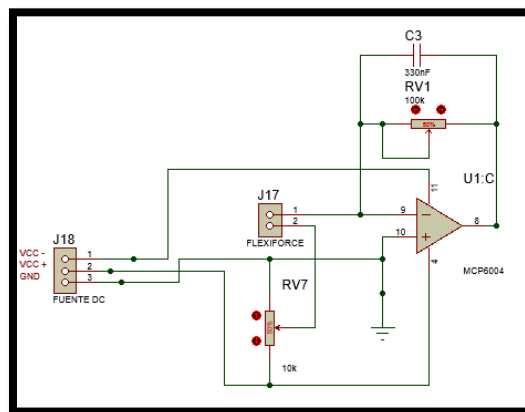 C3
330nF
RV1
100k
50%
U1:C
11
J17
1
2
FLEXIFORCE
9
8
10
4
MCP6004
J18
VCC -
VCC +
GND
1
2
3
FUENTE DC
RV7
50%
10k